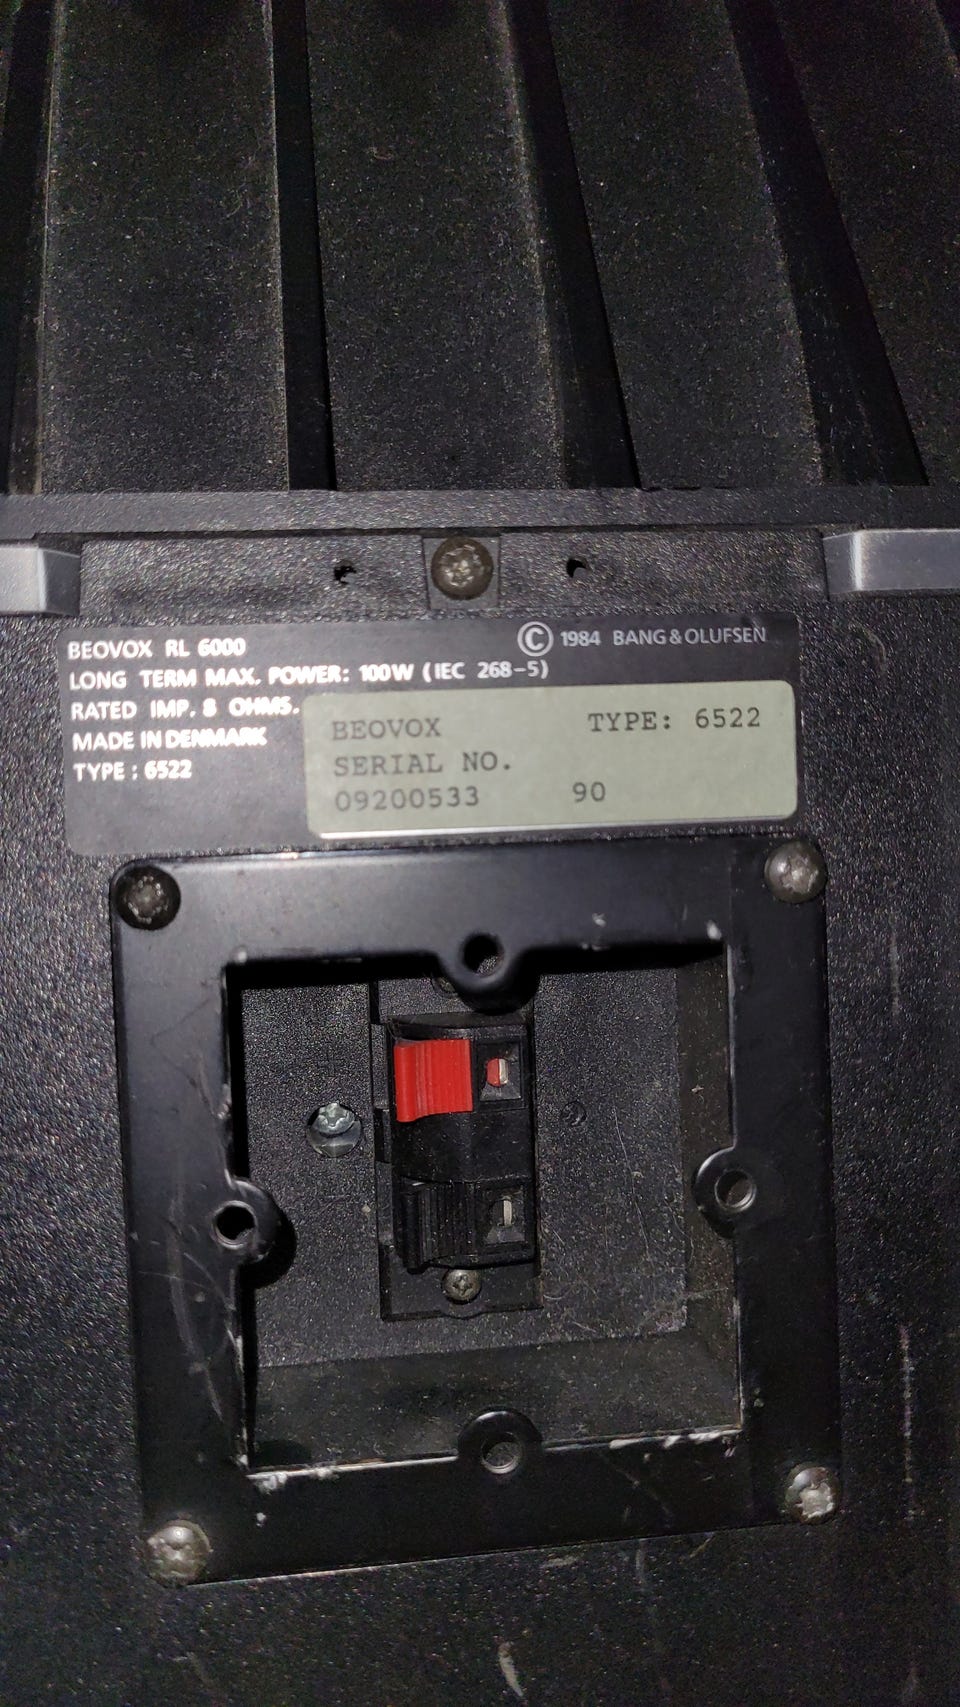 BEOVOX RL 6000 © 1984 BANG & OLUFSEN
LONG TERM MAX. POWER: 100W (IEC 268-5)
RATED IMP. 8 OHMS.
MADE IN DENMARK
TYPE : 6522
BEOVOX TYPE: 6522
SERIAL NO.
09200533 90